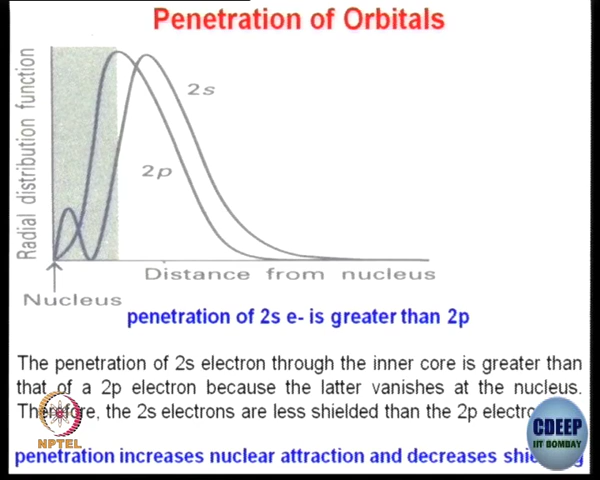 Penetration of Orbitals
Radial distribution function
2s
2p
Distance from nucleus
Nucleus
penetration of 2s e- is greater than 2p
The penetration of 2s electron through the inner core is greater than
that of a 2p electron because the latter vanishes at the nucleus.
Therefore, the 2s electrons are less shielded than the 2p
NPTEL
CDEEP
IIT BOMBAY
penetration increases nuclear attraction and decreases